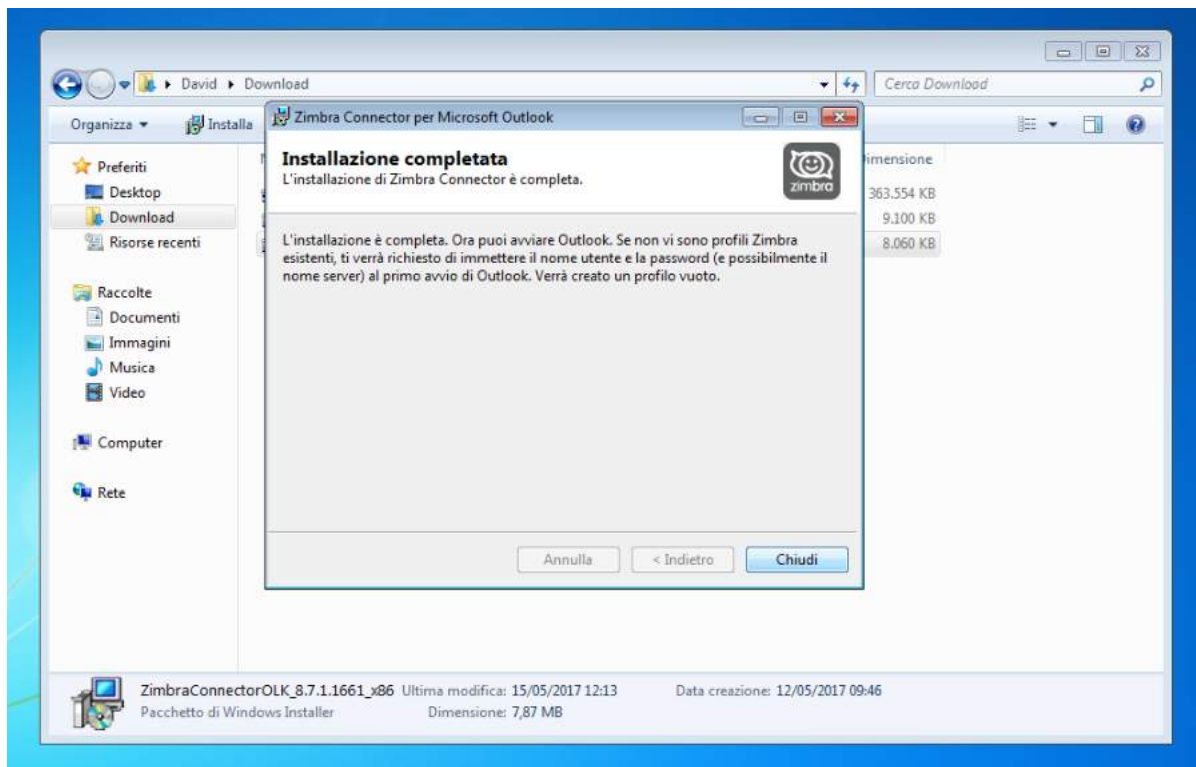 David ▸ Download
Cerca Download
Organizza
Installa
Zimbra Connector per Microsoft Outlook
Installazione completata
L'installazione di Zimbra Connector è completa.
zimbra
L'installazione è completa. Ora puoi avviare Outlook. Se non vi sono profili Zimbra
esistenti, ti verrà richiesto di immettere il nome utente e la password (e possibilmente il
nome server) al primo avvio di Outlook. Verrà creato un profilo vuoto.
Annulla
< Indietro
Chiudi
Preferiti
Desktop
Download
Risorse recenti
Raccolte
Documenti
Immagini
Musica
Video
Computer
Rete
363.554 KB
9.100 KB
8.060 KB
ZimbraConnectorOLK_8.7.1.1661_x86 Ultima modifica: 15/05/2017 12:13 Data creazione: 12/05/2017 09:46
Pacchetto di Windows Installer Dimensione: 7,87 MB